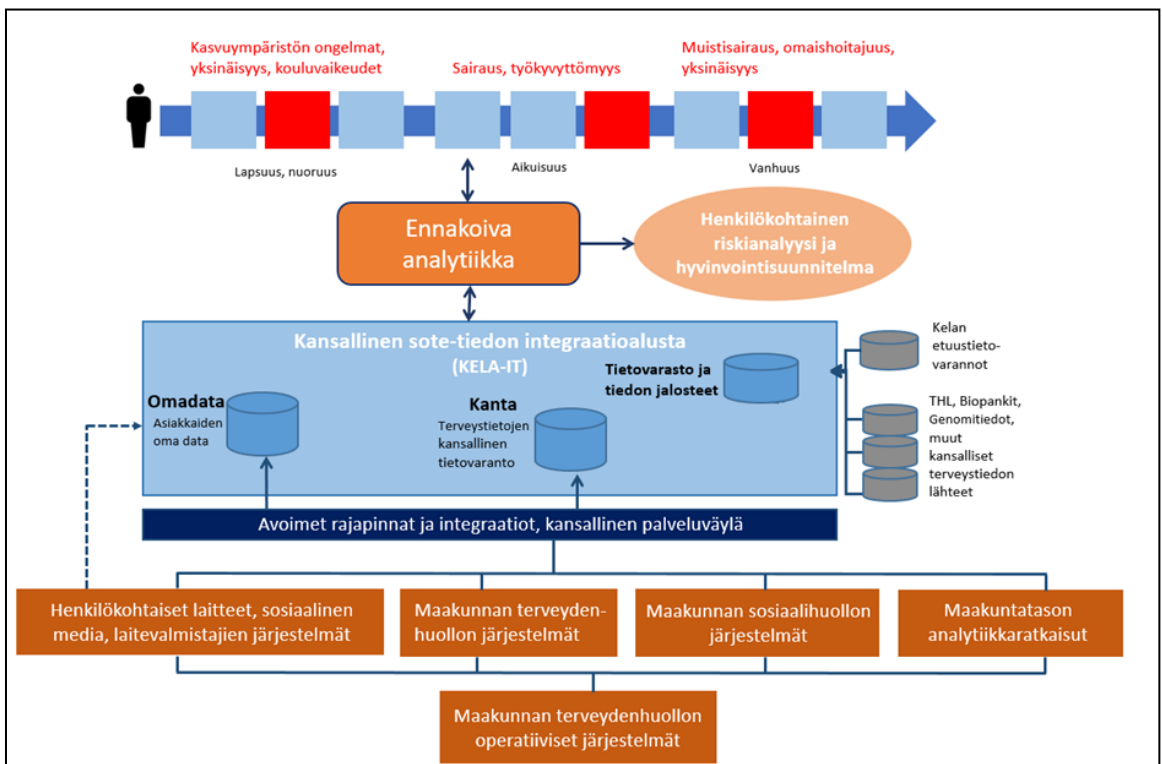 Kasvuympäristön ongelmat,
yksinäisyys, kouluvaikeudet
Sairaus, työkyvyttömyys
Muistisairaus, omaishoitajuus,
yksinäisyys
Lapsuus, nuoruus
Aikuisuus
Vanhuus
Ennakoiva
analytiikka
Henkilökohtainen
riskianalyysi ja
hyvinvointisuunnitelma
Kansallinen sote-tiedon integraatioalusta
(KELA-IT)
Tietovarasto ja
tiedon jalosteet
Omadata
Asiakkaiden
oma data
Kanta
Terveystietojen
kansallinen
tietovaranto
Kelan
etuustieto-
varannot
THL, Biopankit,
Genomitiedot,
muut
kansalliset
terveystiedon
lähteet
Avoimet rajapinnat ja integraatiot, kansallinen palveluväylä
Henkilökohtaiset laitteet, sosiaalinen
media, laitevalmistajien järjestelmät
Maakunnan terveyden-
huollon järjestelmät
Maakunnan sosiaalihuollon
järjestelmät
Maakuntatason
analytiikkaratkaisut
Maakunnan terveydenhuollon
operatiiviset järjestelmät